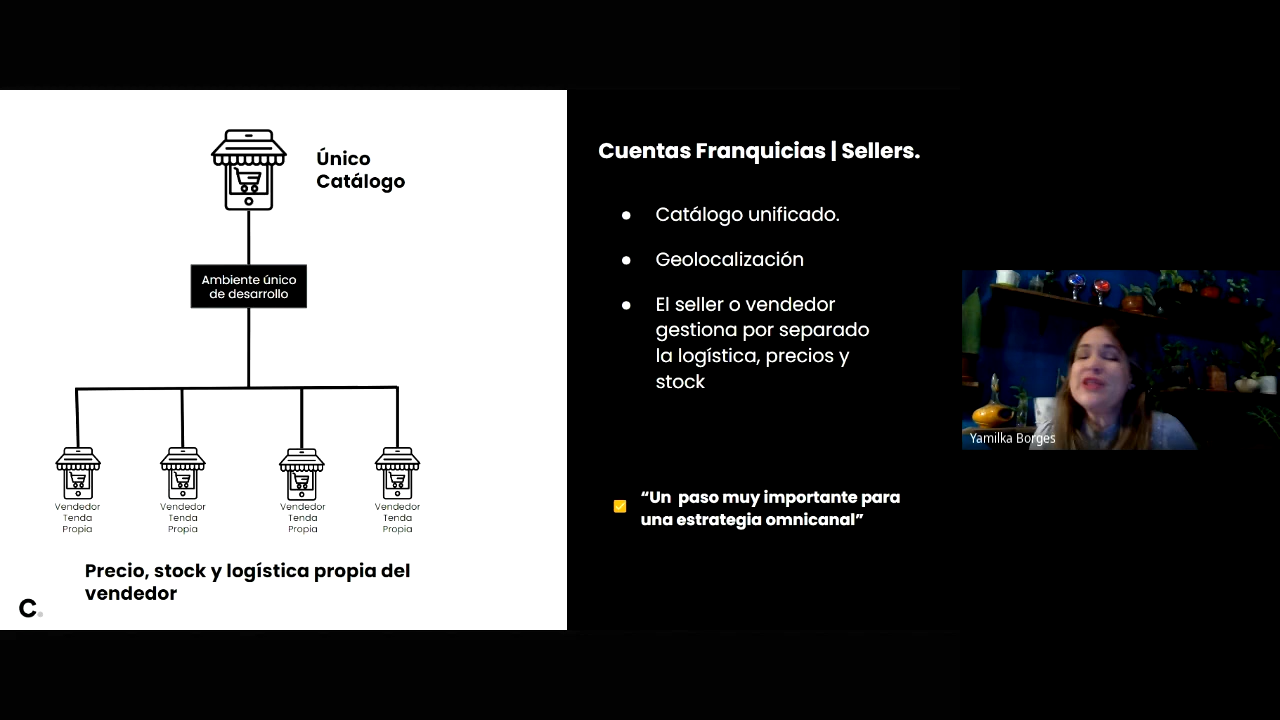 Único
Catálogo
Ambiente único
de desarrollo
Vendedor
Tenda
Propia
Vendedor
Tenda
Propia
Vendedor
Tenda
Propia
Vendedor
Tenda
Propia
Precio, stock y logística propia del
vendedor
C.
Cuentas Franquicias | Sellers.
● Catálogo unificado.
● Geolocalización
● El seller o vendedor
gestiona por separado
la logística, precios y
stock
“Un paso muy importante para
una estrategia omnicanal”
Yamilka Borges